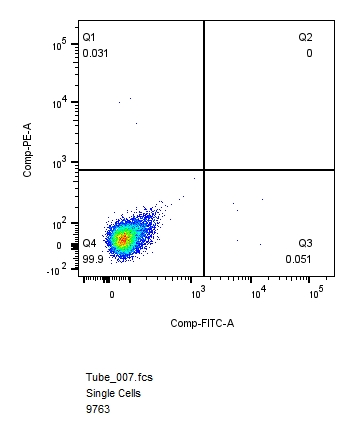 Q1
0.031
Q2
0
10^5
10^4
10^3
10^2
0
-10^2
Comp-PE-A
Q4
99.9
Q3
0.051
0
10^3
10^4
10^5
Comp-FITC-A
Tube_007.fcs
Single Cells
9763